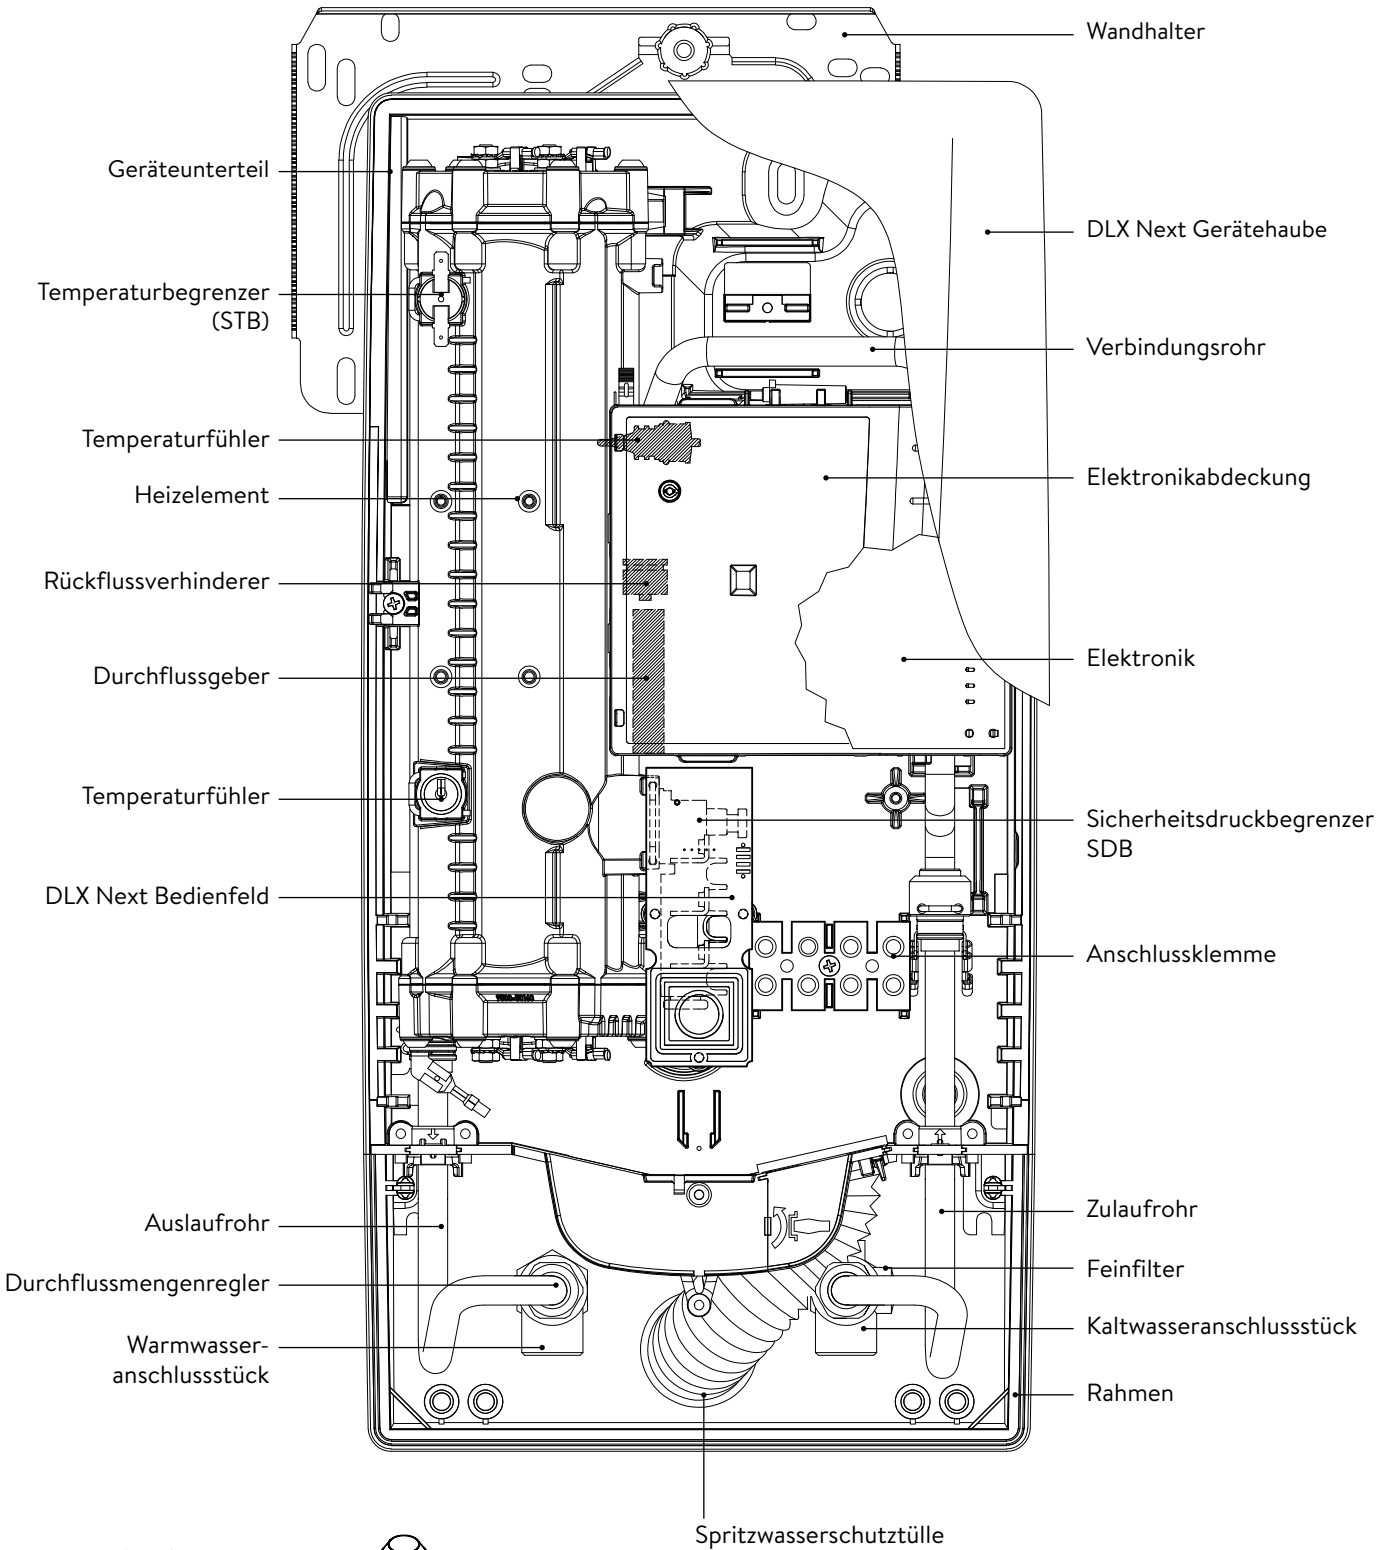 Wandhalter
Geräteunterteil
DLX Next Gerätehaube
Temperaturbegrenzer
(STB)
Verbindungsrohr
Temperaturfühler
Elektronikabdeckung
Heizelement
Rückflussverhinderer
Elektronik
Durchflussgeber
Temperaturfühler
Sicherheitsdruckbegrenzer
SDB
DLX Next Bedienfeld
Anschlussklemme
Auslaufrohr
Zulaufrohr
Durchflussmengenregler
Feinfilter
Warmwasser-
anschlussstück
Kaltwasseranschlussstück
Rahmen
Spritzwasserschutztülle